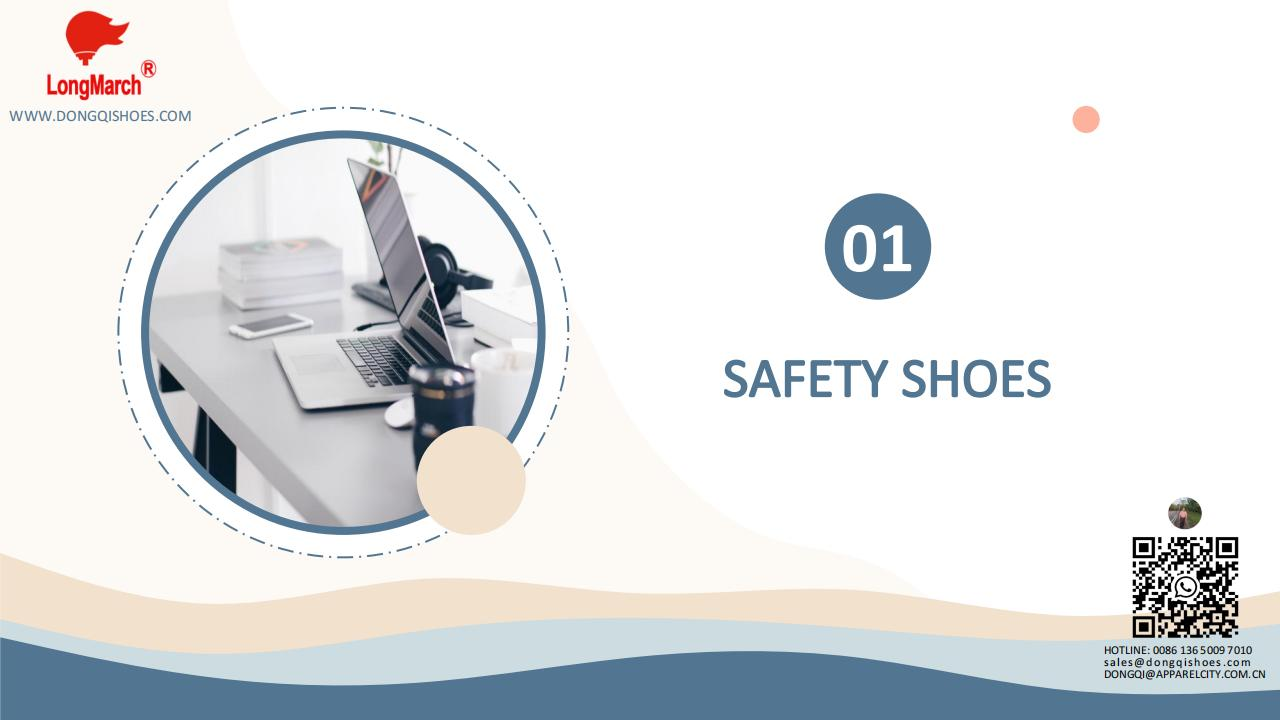 LongMarch®
WWW.DONGQISHOES.COM
01
SAFETY SHOES
HOTLINE: 0086 136 5009 7010
sales@dongqishoes.com
DONGQI@APPARELCITY.COM.CN